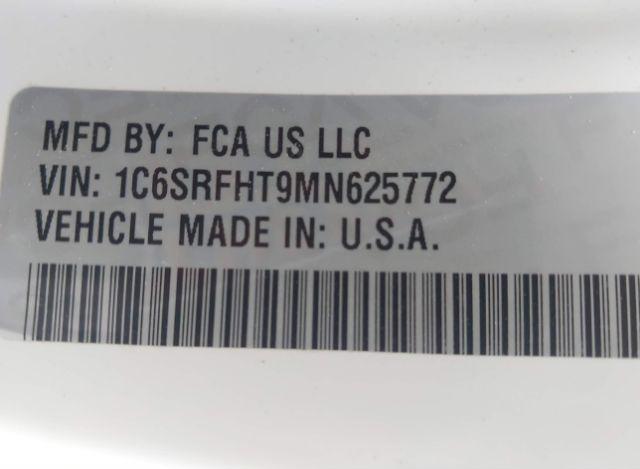 MFD BY: FCA US LLC
VIN: 1C6SRFHT9MN625772
VEHICLE MADE IN: U.S.A.